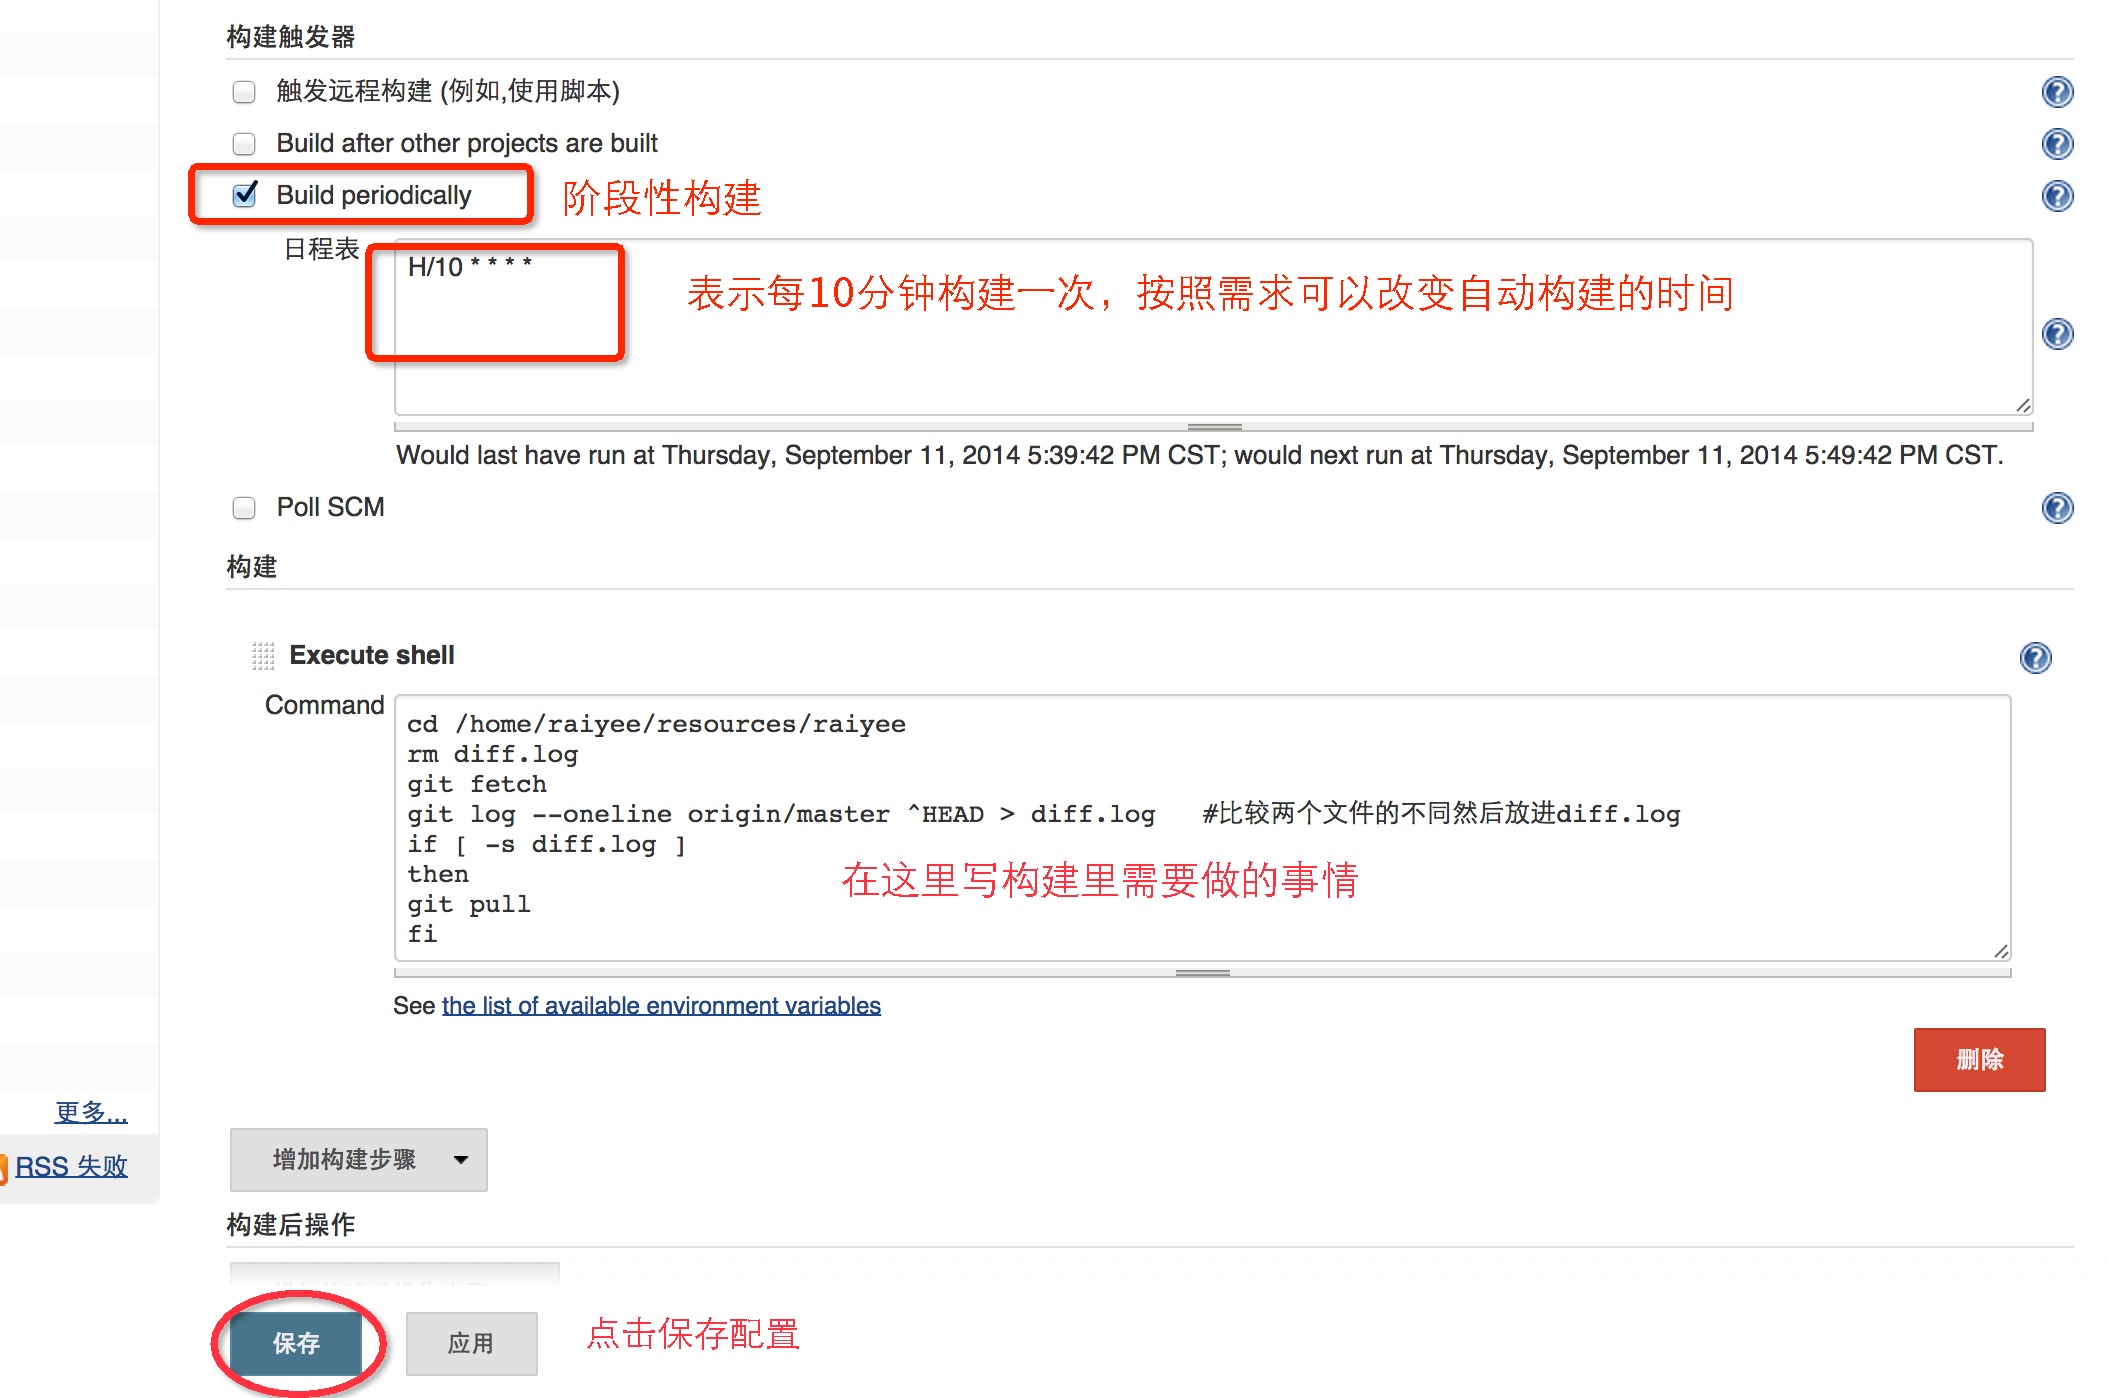 构建触发器
触发远程构建 (例如,使用脚本)
Build after other projects are built
Build periodically
阶段性构建
日程表
H/10 * * * *
表示每10分钟构建一次，按照需求可以改变自动构建的时间
Would last have run at Thursday, September 11, 2014 5:39:42 PM CST; would next run at Thursday, September 11, 2014 5:49:42 PM CST.
Poll SCM
构建
Execute shell
Command
cd /home/raiyee/resources/raiyee
rm diff.log
git fetch
git log --oneline origin/master ^HEAD > diff.log   #比较两个文件的不同然后放进diff.log
if [ -s diff.log ]
then
git pull
fi
在这里写构建里需要做的事情
See the list of available environment variables
删除
更多...
RSS 失败
增加构建步骤
构建后操作
保存
应用
点击保存配置